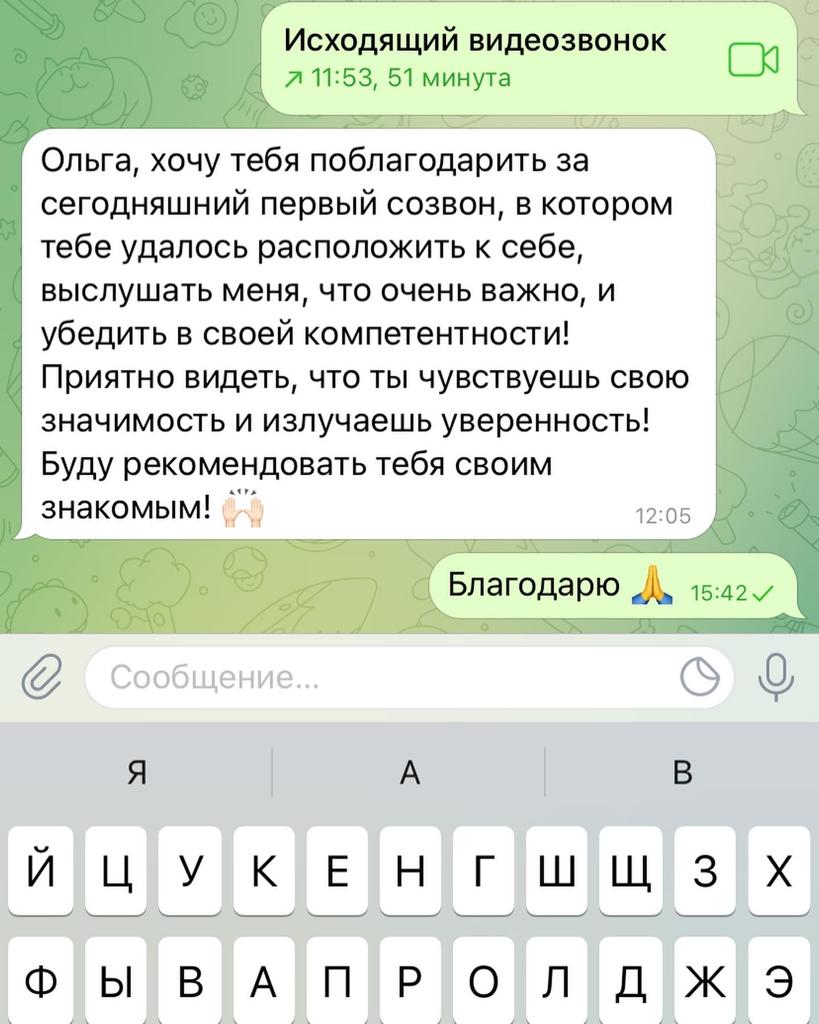 Исходящий видеозвонок
↗ 11:53, 51 минута
Ольга, хочу тебя поблагодарить за
сегодняшний первый созвон, в котором
тебе удалось расположить к себе,
выслушать меня, что очень важно, и
убедить в своей компетентности!
Приятно видеть, что ты чувствуешь свою
значимость и излучаешь уверенность!
Буду рекомендовать тебя своим
знакомым! 🙌🏻 12:05
Благодарю 🙏 15:42 ✓
Сообщение...
Я А В
Й Ц У К Е Н Г Ш Щ З Х
Ф Ы В А П Р О Л Д Ж Э